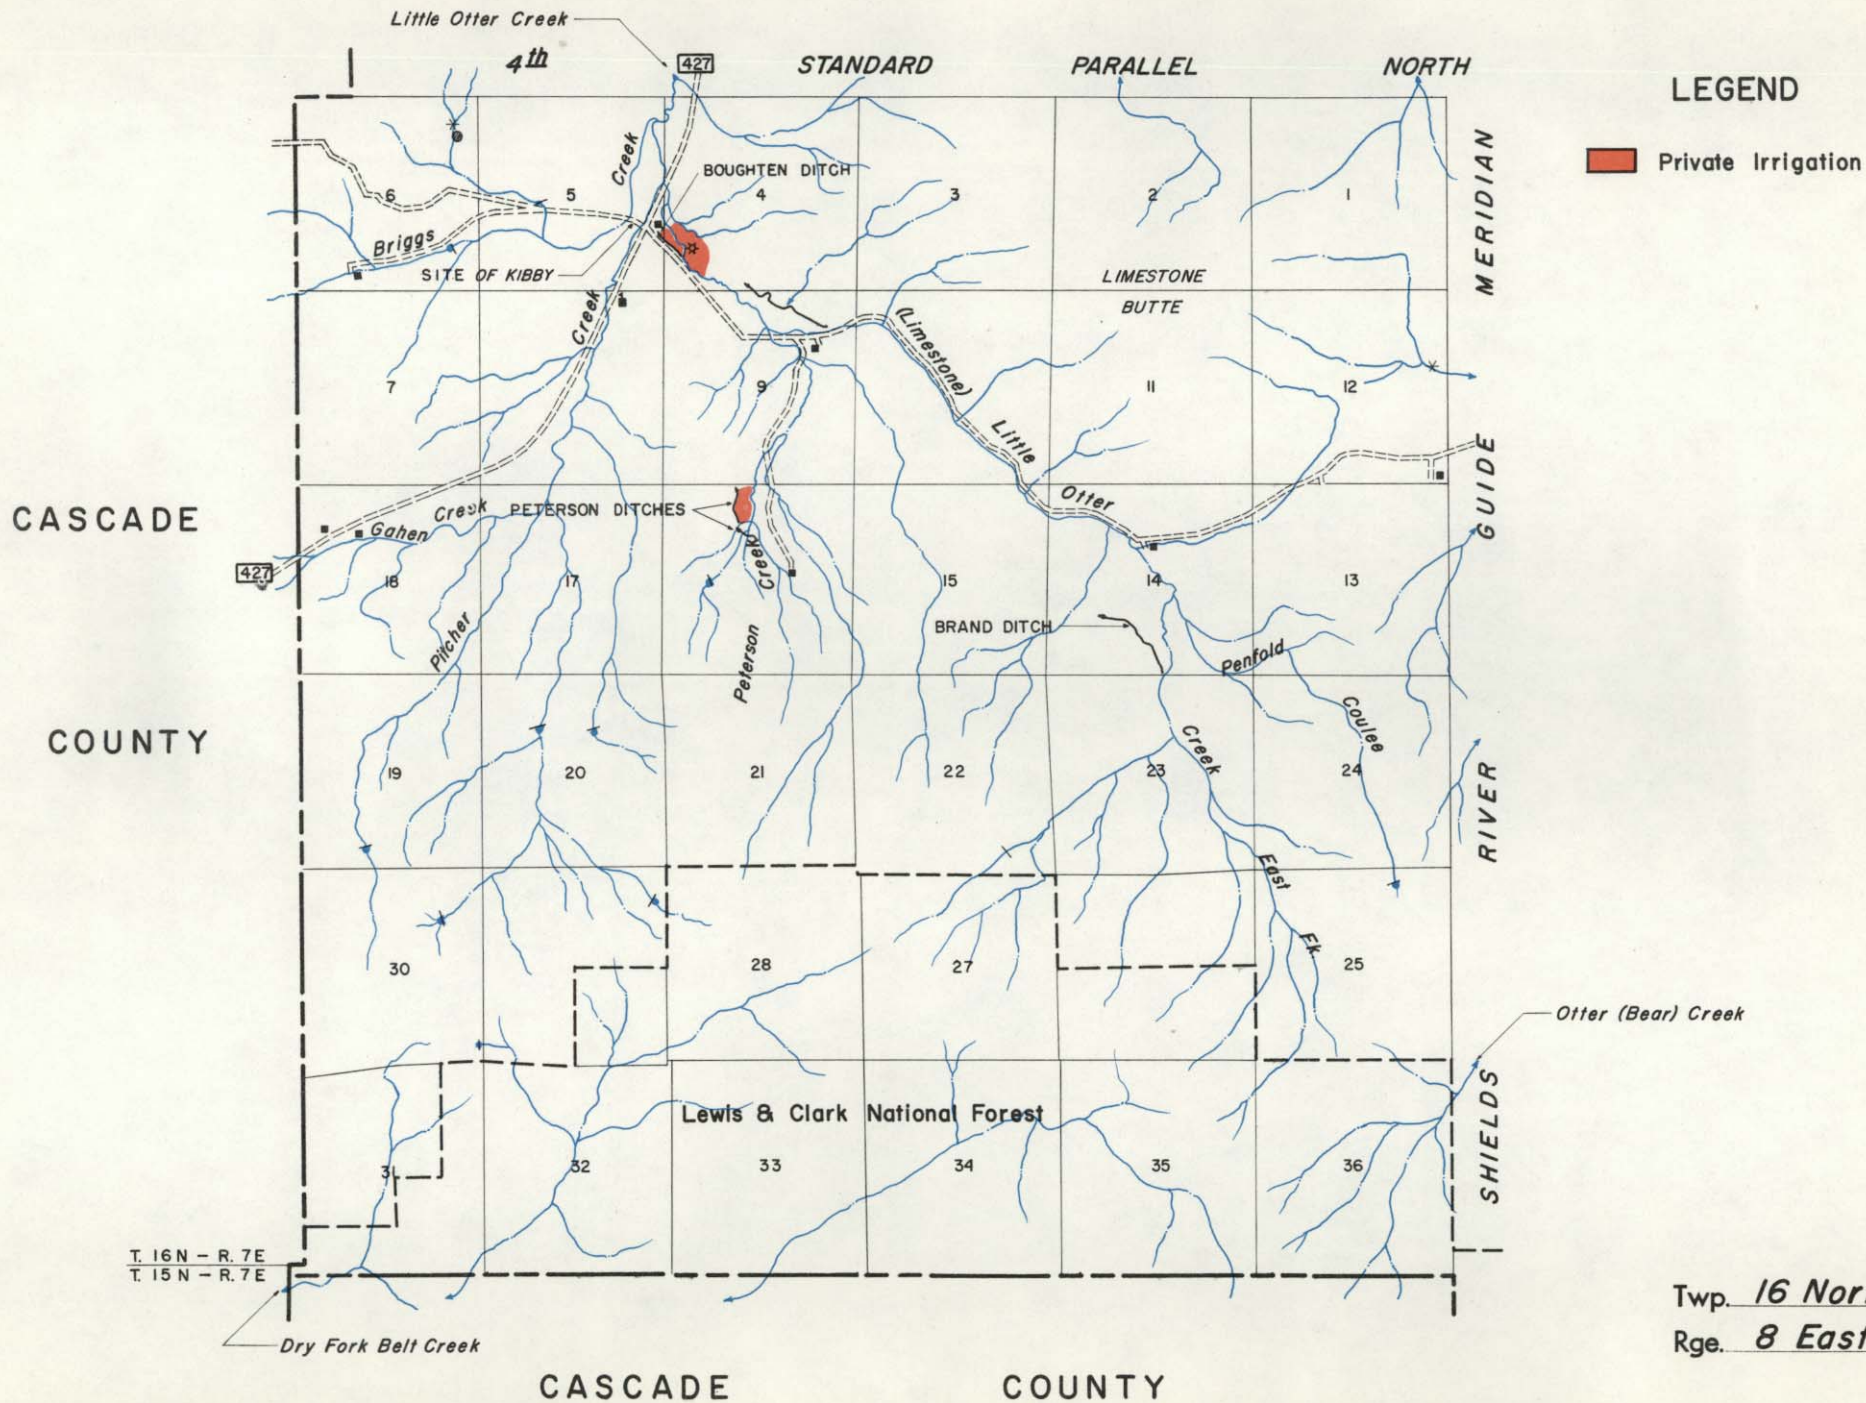 Little Otter Creek
4th STANDARD PARALLEL NORTH
427
LEGEND
Private Irrigation
MERIDIAN
GUIDE
RIVER
SHIELDS
Creek
BOUGHTEN DITCH
6 5 4 3 2 1
Briggs
SITE OF KIBBY
LIMESTONE
BUTTE
Creek
(Limestone)
7 9 11 12
Little
Otter
CASCADE
COUNTY
Gahen Creek
PETERSON DITCHES
427
Creek
18 17 15 14 13
Pitcher
Peterson
BRAND DITCH
Penfold
Coulee
Creek
19 20 21 22 23 24
East
Fk.
30 28 27 25
Otter (Bear) Creek
Lewis & Clark National Forest
31 32 33 34 35 36
T. 16N - R. 7E
T. 15N - R. 7E
Dry Fork Belt Creek
Twp. 16 Nor
Rge. 8 East
CASCADE COUNTY